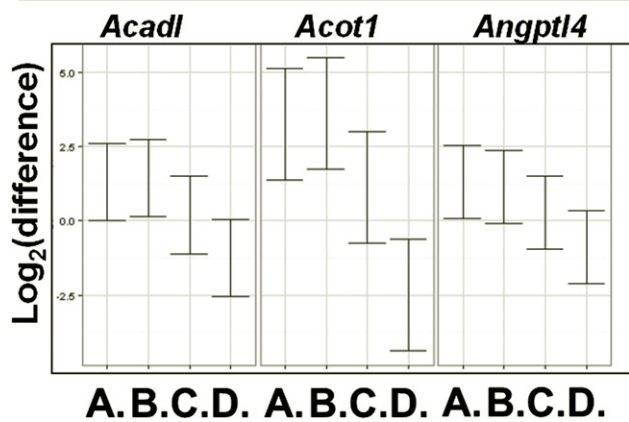 Acadl Acot1 Angptl4
Log₂(difference)
5.0
2.5
0.0
-2.5
A.B.C.D. A.B.C.D. A.B.C.D.